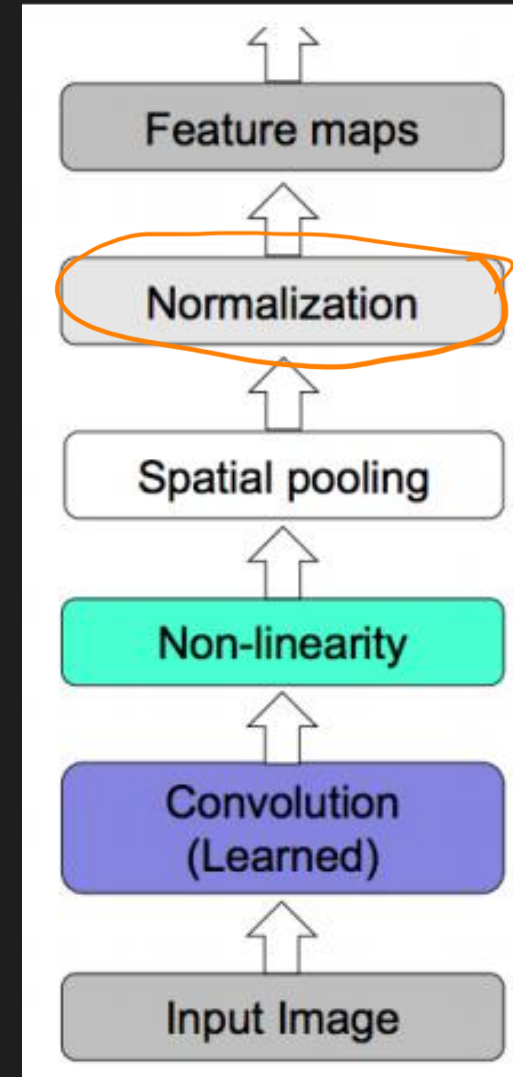 Feature maps
Normalization
Spatial pooling
Non-linearity
Convolution
(Learned)
Input Image